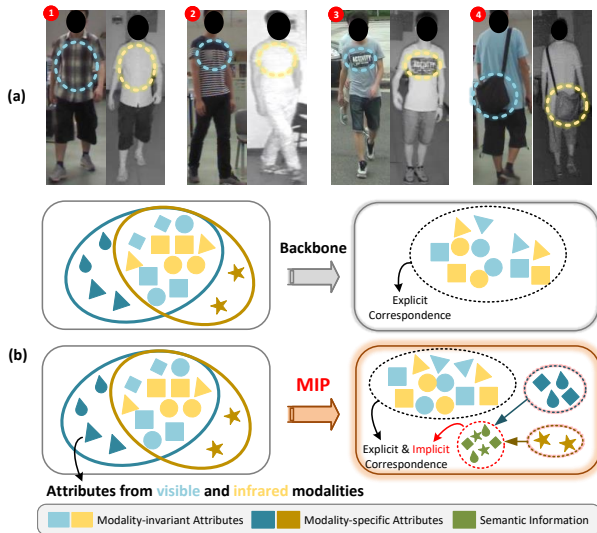 1 2 3 4
ACTIVITY
(a)
Backbone
Explicit
Correspondence
(b)
MIP
Explicit & Implicit
Correspondence
Attributes from visible and infrared modalities
Modality-invariant Attributes Modality-specific Attributes Semantic Information